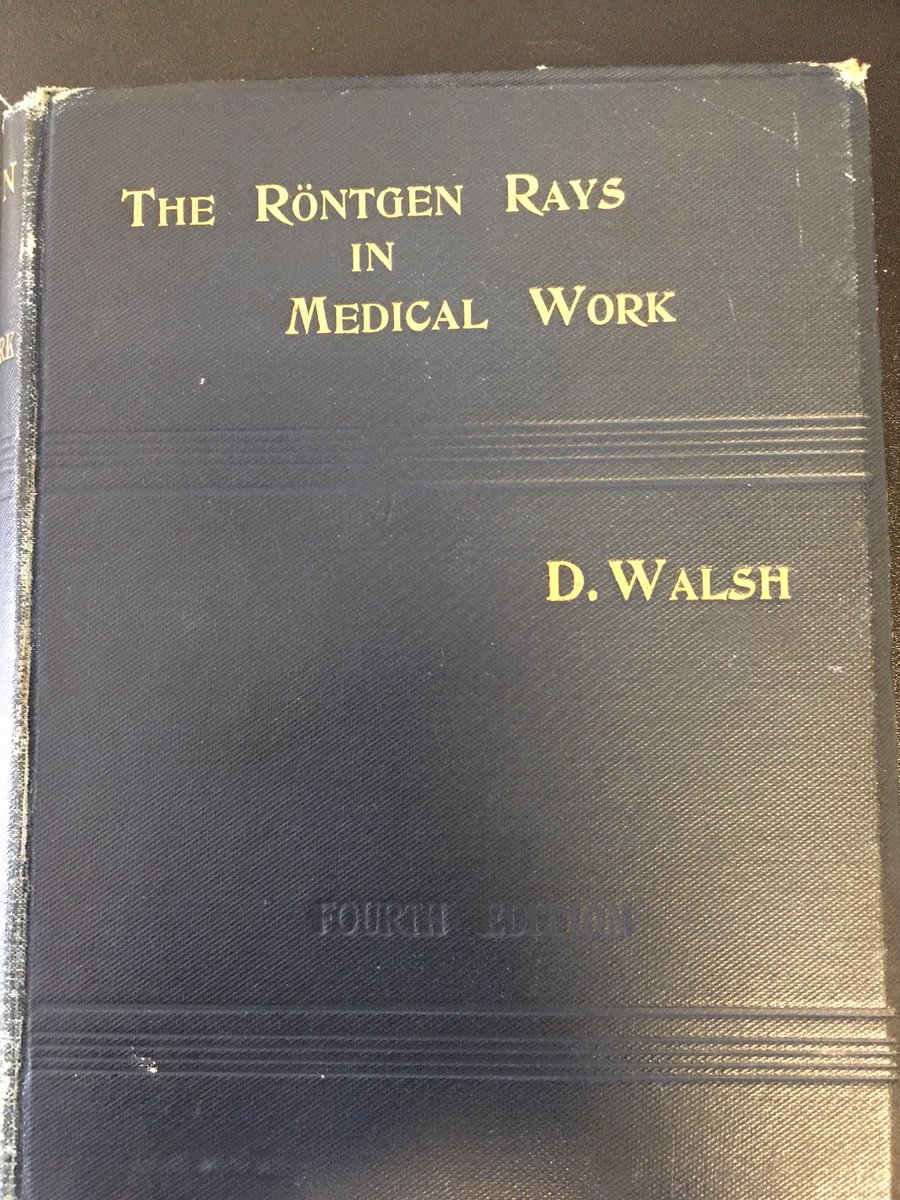 THE RÖNTGEN RAYS
IN
MEDICAL WORK
D. WALSH
FOURTH EDITION